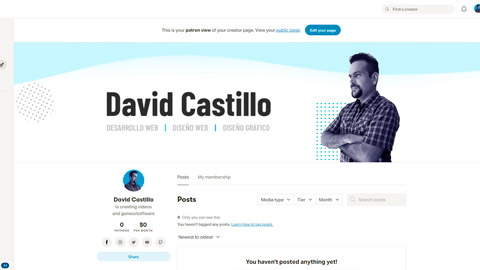 Find a creator
This is your patron view of your creator page. View your public page.
Edit your page
David Castillo
DESARROLLO WEB | DISEÑO WEB | DISEÑO GRÁFICO
Posts
My membership
David Castillo
is creating videos
and games/software
0
PATRONS
$0
PER MONTH
Share
Posts
Media type
Tier
Month
Search posts
0 Only you can see this
You haven't tagged any posts. Learn how to tag posts.
Newest to oldest
You haven't posted anything yet!